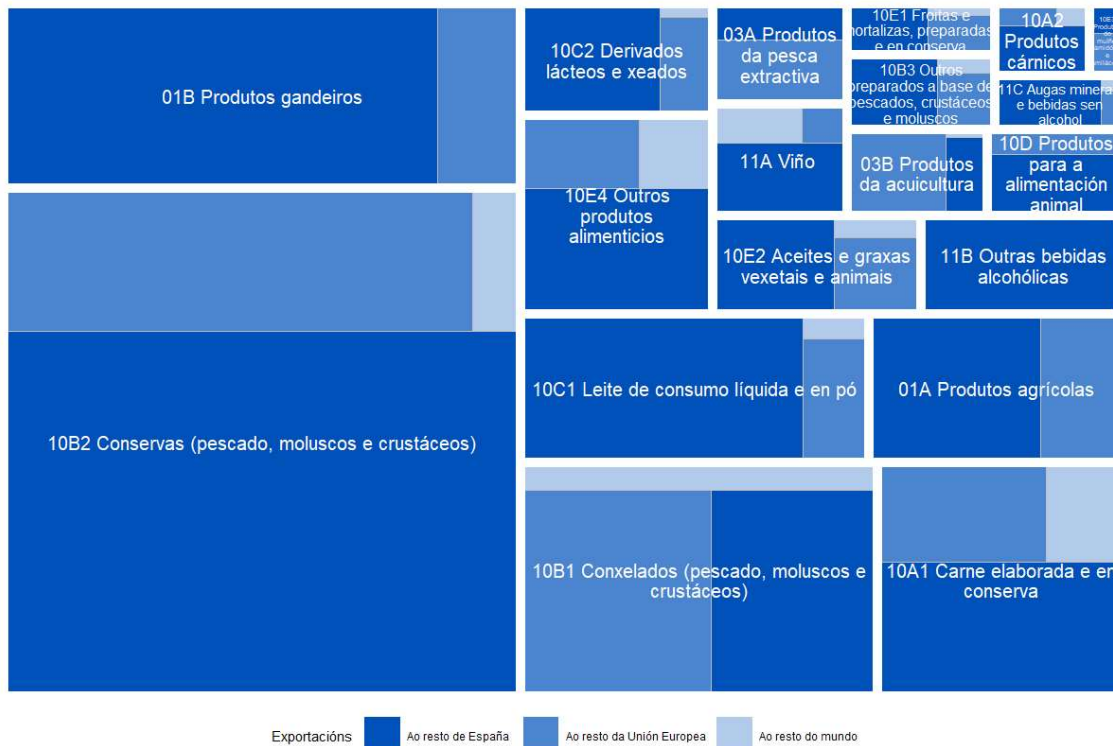 01B Produtos gandeiros
10B2 Conservas (pescado, moluscos e crustáceos)
10C2 Derivados
lácteos e xeados
10E4 Outros
produtos
alimenticios
03A Produtos
da pesca
extractiva
11A Viño
10E1 Froitas e
hortalizas, preparadas
e en conserva
10B3 Outros
preparados a base de
pescados, crustáceos
e moluscos
10A2
Produtos
cárnicos
11C Augas minerai
e bebidas sen
alcohol
03B Produtos
da acuicultura
10D Produtos
para a
alimentación
animal
10E2 Aceites e graxas
vexetais e animais
11B Outras bebidas
alcohólicas
10C1 Leite de consumo líquida e en pó
01A Produtos agrícolas
10B1 Conxelados (pescado, moluscos e
crustáceos)
10A1 Carne elaborada e en
conserva
Exportacións
Ao resto de España
Ao resto da Unión Europea
Ao resto do mundo